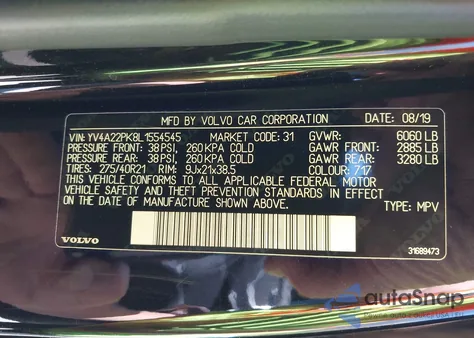 MFD BY VOLVO CAR CORPORATION DATE: 08/19
VIN: YV4A22PK8L1554545 MARKET CODE: 31 GVWR: 6060 LB
PRESSURE FRONT: 38 PSI, 260 KPA COLD GAWR FRONT: 2885 LB
PRESSURE REAR: 38 PSI, 260 KPA COLD GAWR REAR: 3280 LB
TIRES: 275/40R21 RIM: 9Jx21x38.5 COLOUR: 717
THIS VEHICLE CONFORMS TO ALL APPLICABLE FEDERAL MOTOR
VEHICLE SAFETY AND THEFT PREVENTION STANDARDS IN EFFECT
ON THE DATE OF MANUFACTURE SHOWN ABOVE.
TYPE: MPV
VOLVO 31689473
autoSnap